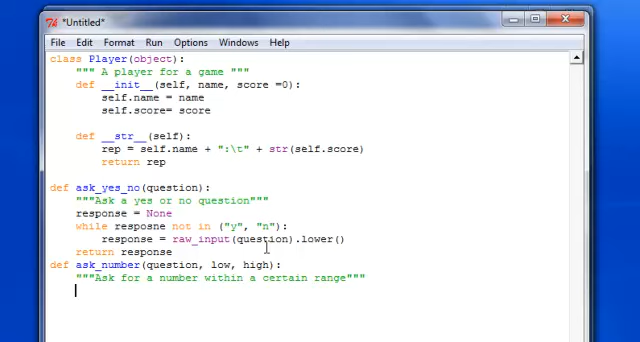 *Untitled*
File Edit Format Run Options Windows Help
class Player(object):
""" A player for a game """
def __init__(self, name, score =0):
self.name = name
self.score= score
def __str__(self):
rep = self.name + ":\t" + str(self.score)
return rep
def ask_yes_no(question):
"""Ask a yes or no question"""
response = None
while resposne not in ("y", "n"):
response = raw_input(question).lower()
return response
def ask_number(question, low, high):
"""Ask for a number within a certain range"""